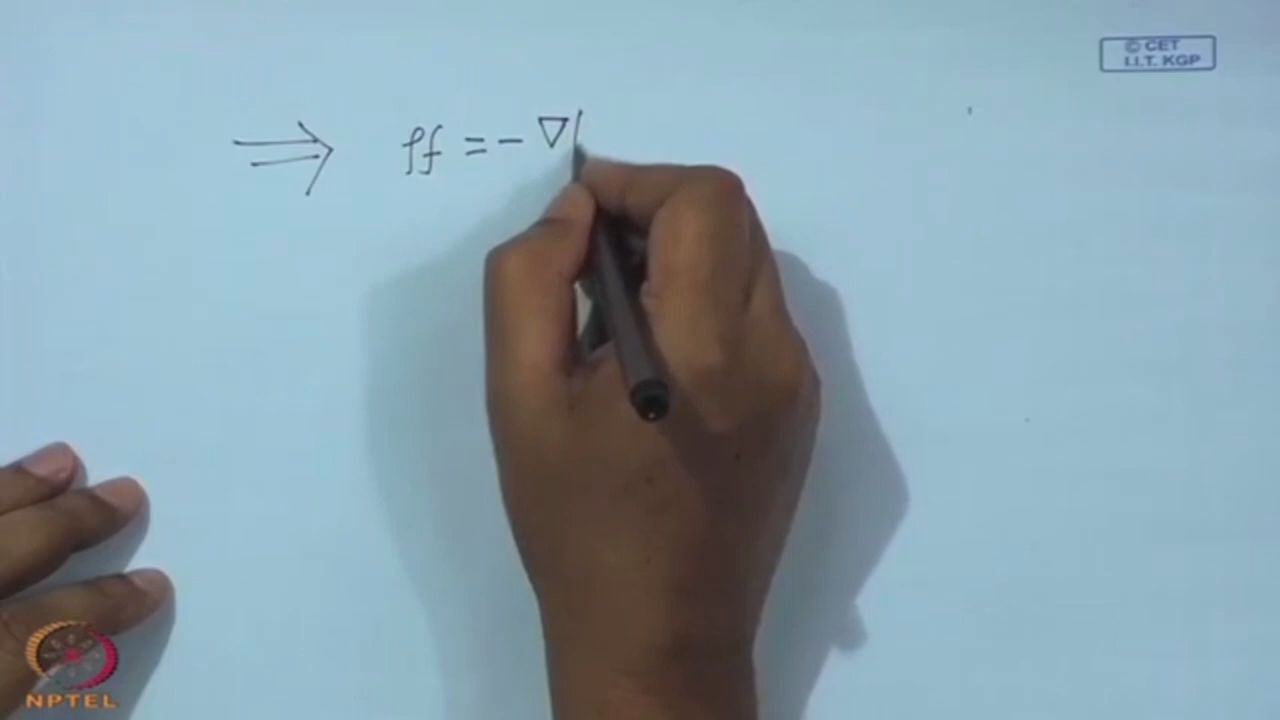 © CET
I.I.T. KGP
⇒ ρf = - ∇
NPTEL